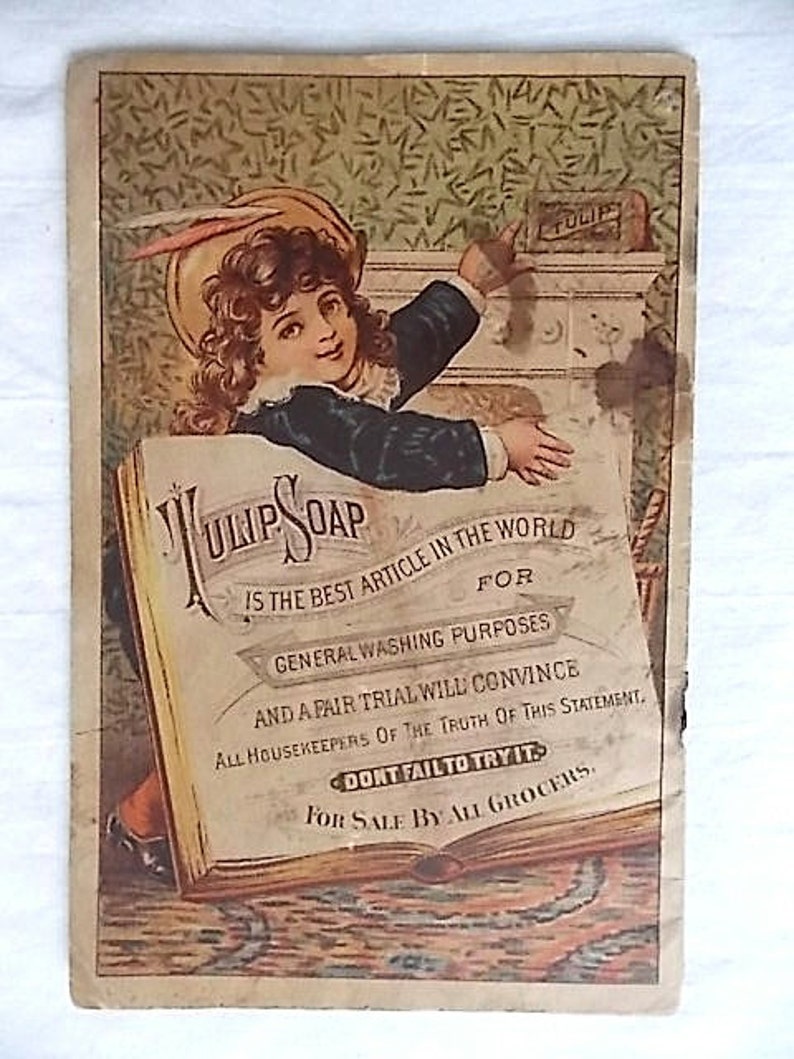 TULIP
TULIP SOAP
IS THE BEST ARTICLE IN THE WORLD
FOR
GENERAL WASHING PURPOSES
AND A FAIR TRIAL WILL CONVINCE
ALL HOUSEKEEPERS OF THE TRUTH OF THIS STATEMENT.
DONT FAIL TO TRY IT.
FOR SALE BY ALL GROCERS.